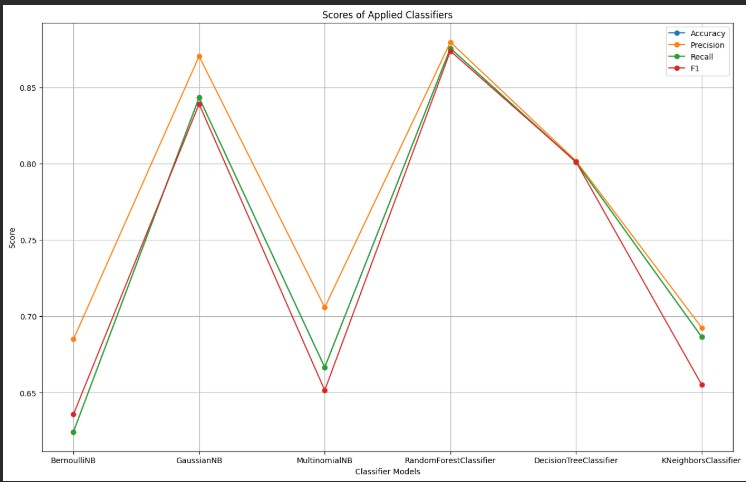 Scores of Applied Classifiers
Accuracy
Precision
Recall
F1
0.85
0.80
0.75
0.70
0.65
Score
BernoulliNB
GaussianNB
MultinomialNB
RandomForestClassifier
DecisionTreeClassifier
KNeighborsClassifier
Classifier Models